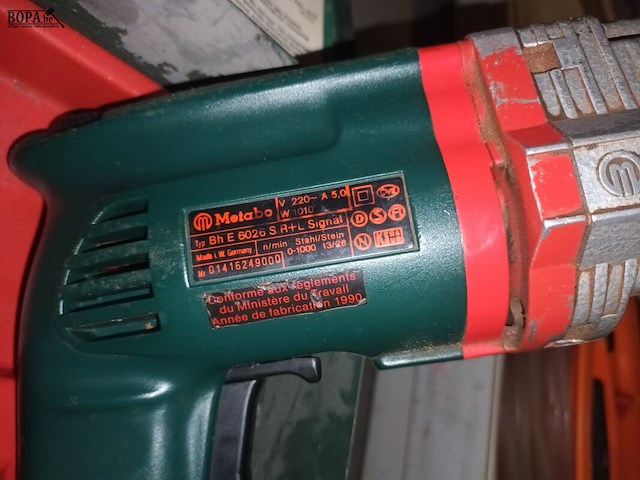 BOPA.be
Metabo
V 220~ A 5,0
W 1010
Typ Bh E 6026 S R+L Signal
Made i. W. Germany
n/min Stahl/Stein
0-1000 13/26
Nr. 01416249000
D S N
Conforme aux règlements
du Ministère du Travail
Année de fabrication 1990